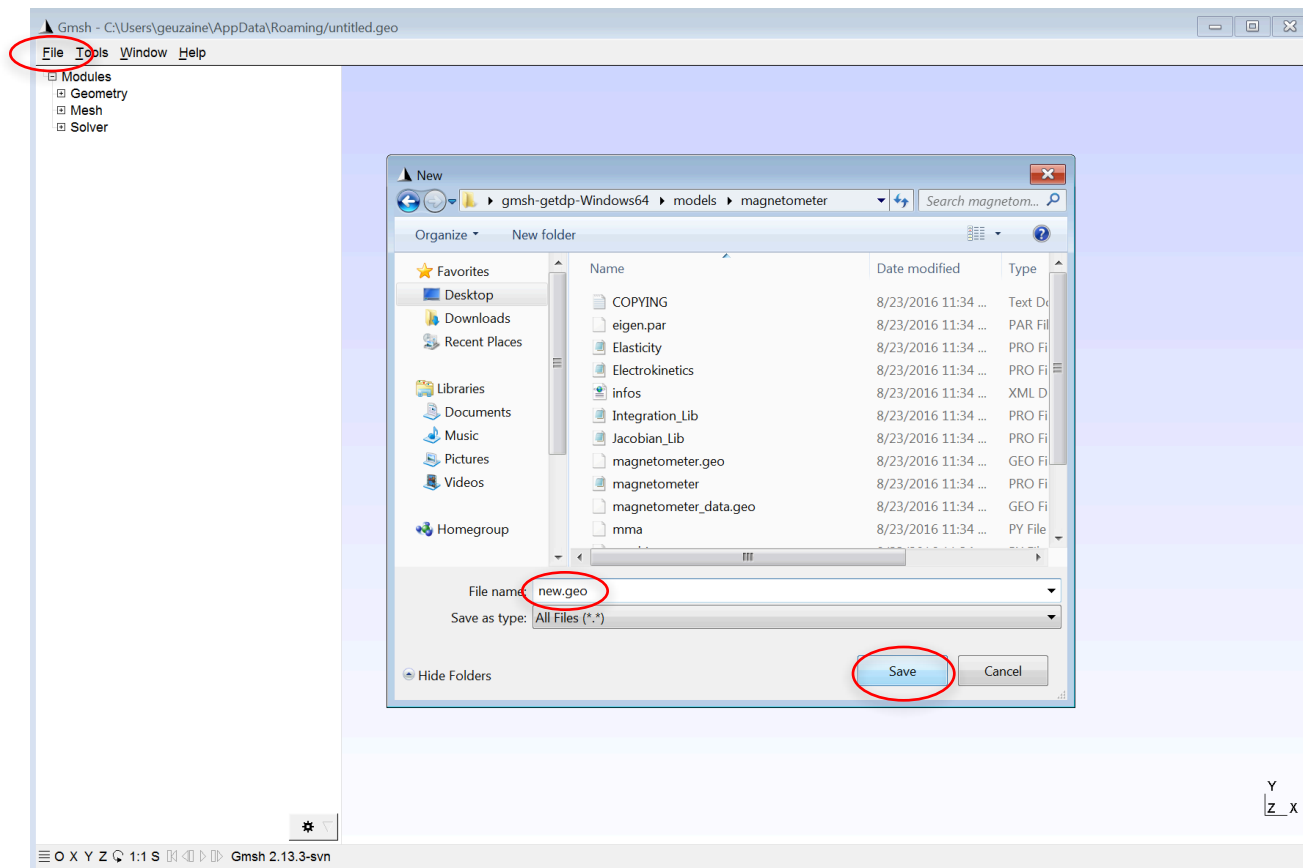 Gmsh - C:\Users\geuzaine\AppData\Roaming/untitled.geo
File Tools Window Help
Modules
Geometry
Mesh
Solver
New
gmsh-getdp-Windows64 models magnetometer Search magnetom...
Organize New folder
Favorites
Desktop
Downloads
Recent Places
Libraries
Documents
Music
Pictures
Videos
Homegroup
Name Date modified Type
COPYING 8/23/2016 11:34 ... Text Do
eigen.par 8/23/2016 11:34 ... PAR Fil
Elasticity 8/23/2016 11:34 ... PRO Fi
Electrokinetics 8/23/2016 11:34 ... PRO Fi
infos 8/23/2016 11:34 ... XML D
Integration_Lib 8/23/2016 11:34 ... PRO Fi
Jacobian_Lib 8/23/2016 11:34 ... PRO Fi
magnetometer.geo 8/23/2016 11:34 ... GEO Fi
magnetometer 8/23/2016 11:34 ... PRO Fi
magnetometer_data.geo 8/23/2016 11:34 ... GEO Fi
mma 8/23/2016 11:34 ... PY File
File name: new.geo
Save as type: All Files (*.*)
Hide Folders
Save Cancel
Y
Z X
O X Y Z 1:1 S Gmsh 2.13.3-svn